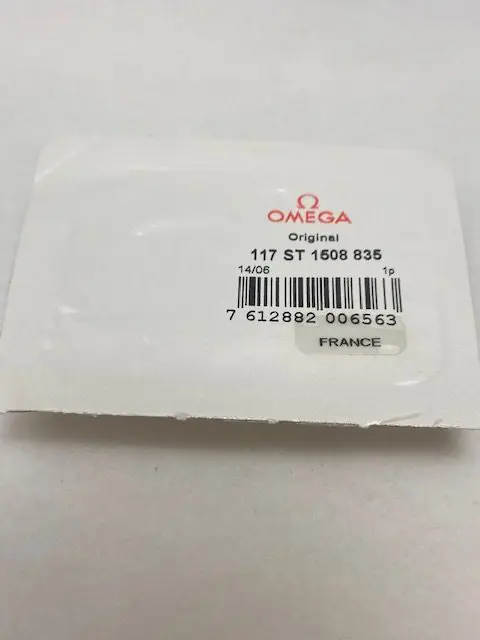 Ω
OMEGA
Original
117 ST 1508 835
14/06 1p
7 612882 006563
FRANCE